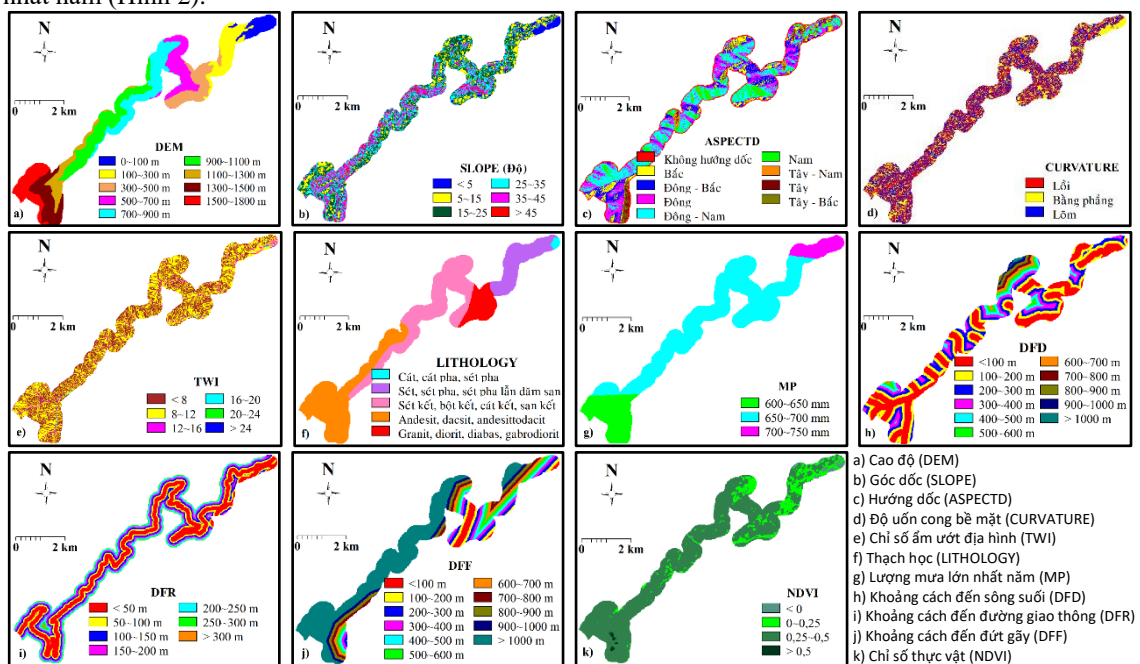 nhất năm (Hình 2).
N
0 2 km
DEM
0~100 m 900~1100 m
100~300 m 1100~1300 m
300~500 m 1300~1500 m
500~700 m 1500~1800 m
700~900 m
a)
N
0 2 km
SLOPE (Độ)
< 5 25~35
5~15 35~45
15~25 > 45
b)
N
0 2 km
ASPECTD
Không hướng dốc Nam
Bắc Tây - Nam
Đông - Bắc Tây
Đông Tây - Bắc
Đông - Nam
c)
N
0 2 km
CURVATURE
Lồi
Bằng phẳng
Lõm
d)
N
0 2 km
TWI
< 8 16~20
8~12 20~24
12~16 > 24
e)
N
0 2 km
LITHOLOGY
Cát, cát pha, sét pha
Sét, sét pha, sét pha lẫn dăm sạn
Sét kết, bột kết, cát kết, sạn kết
Andesit, dacsit, andesittodacit
Granit, diorit, diabas, gabrodiorit
f)
N
0 2 km
MP
600~650 mm
650~700 mm
700~750 mm
g)
N
0 2 km
DFD
<100 m 600~700 m
100~200 m 700~800 m
200~300 m 800~900 m
300~400 m 900~1000 m
400~500 m > 1000 m
500~600 m
h)
N
0 2 km
DFR
< 50 m 200~250 m
50~100 m 250~300 m
100~150 m > 300 m
150~200 m
i)
N
0 2 km
DFF
<100 m 600~700 m
100~200 m 700~800 m
200~300 m 800~900 m
300~400 m 900~1000 m
400~500 m > 1000 m
500~600 m
j)
N
0 2 km
NDVI
< 0
0~0,25
0,25~0,5
> 0,5
k)
a) Cao độ (DEM)
b) Góc dốc (SLOPE)
c) Hướng dốc (ASPECTD)
d) Độ uốn cong bề mặt (CURVATURE)
e) Chỉ số ẩm ướt địa hình (TWI)
f) Thạch học (LITHOLOGY)
g) Lượng mưa lớn nhất năm (MP)
h) Khoảng cách đến sông suối (DFD)
i) Khoảng cách đến đường giao thông (DFR)
j) Khoảng cách đến đứt gãy (DFF)
k) Chỉ số thực vật (NDVI)